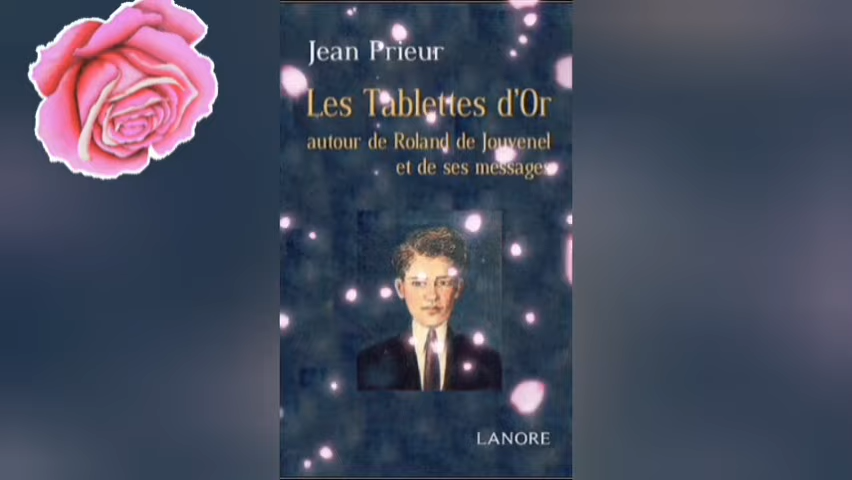 Jean Prieur
Les Tablettes d'Or
autour de Roland de Jouvenel
et de ses messages
LANORE